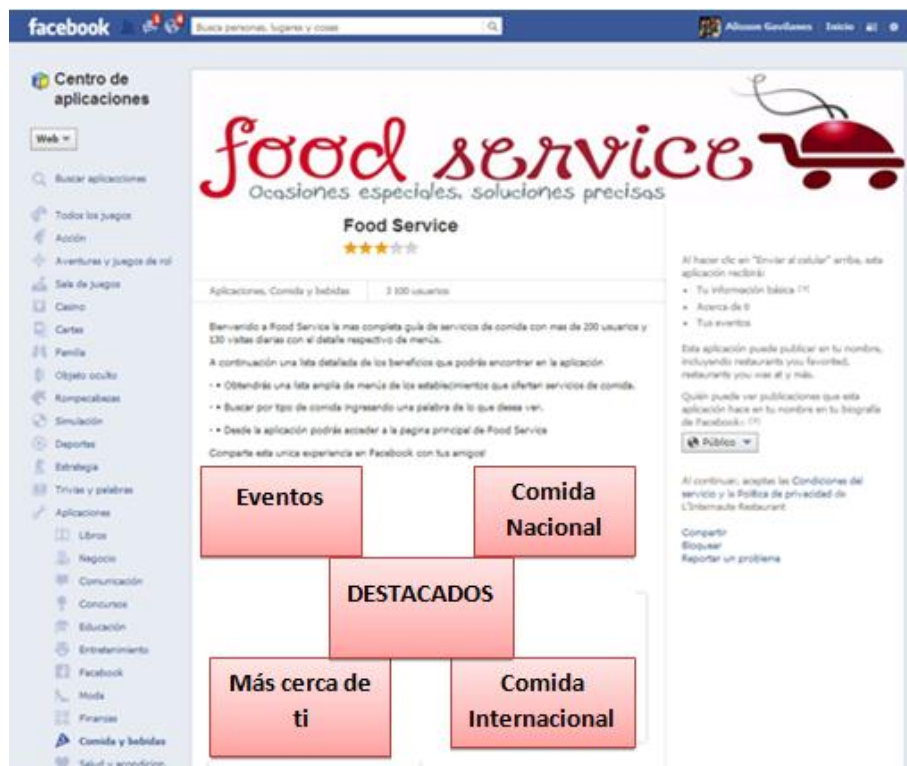 facebook
1
Busca personas, lugares y cosas
Alisson Gavilanes
Inicio
Centro de
aplicaciones
Web
Buscar aplicaciones
Todos los juegos
Acción
Aventuras y juegos de rol
Sala de juegos
Casino
Cartas
Familia
Objeto oculto
Rompecabezas
Simulación
Deportes
Estrategia
Trivias y palabras
Aplicaciones
Libros
Negocio
Comunicación
Concursos
Educación
Entretenimiento
Facebook
Moda
Finanzas
Comida y bebidas
Salud y acondicion
food service
Ocasiones especiales, soluciones precisas
Food Service
Aplicaciones, Comida y bebidas
3 100 usuarios
Bienvenido a Food Service la mas completa guía de servicios de comida con mas de 200 usuarios y
130 visitas diarias con el detalle respectivo de menús.
A continuación una lista detallada de los beneficios que podrás encontrar en la aplicación
- • Obtendrás una lista amplia de menús de los establecimientos que ofertan servicios de comida.
- • Buscar por tipo de comida ingresando una palabra de lo que desea ver.
- • Desde la aplicación podrás acceder a la pagina principal de Food Service
Comparte esta unica experiencia en Facebook con tus amigos!
Eventos
Comida
Nacional
DESTACADOS
Más cerca de
ti
Comida
Internacional
Al hacer clic en "Enviar al celular" arriba, esta
aplicación recibirá:
• Tu información básica [?]
• Acerca de ti
• Tus eventos
Esta aplicación puede publicar en tu nombre,
incluyendo restaurants you favorited,
restaurants you was at y más.
Quién puede ver publicaciones que esta
aplicación hace en tu nombre en tu biografía
de Facebook: [?]
Público
Al continuar, aceptas las Condiciones del
servicio y la Política de privacidad de
L'Internaute Restaurant
Compartir
Bloquear
Reportar un problema